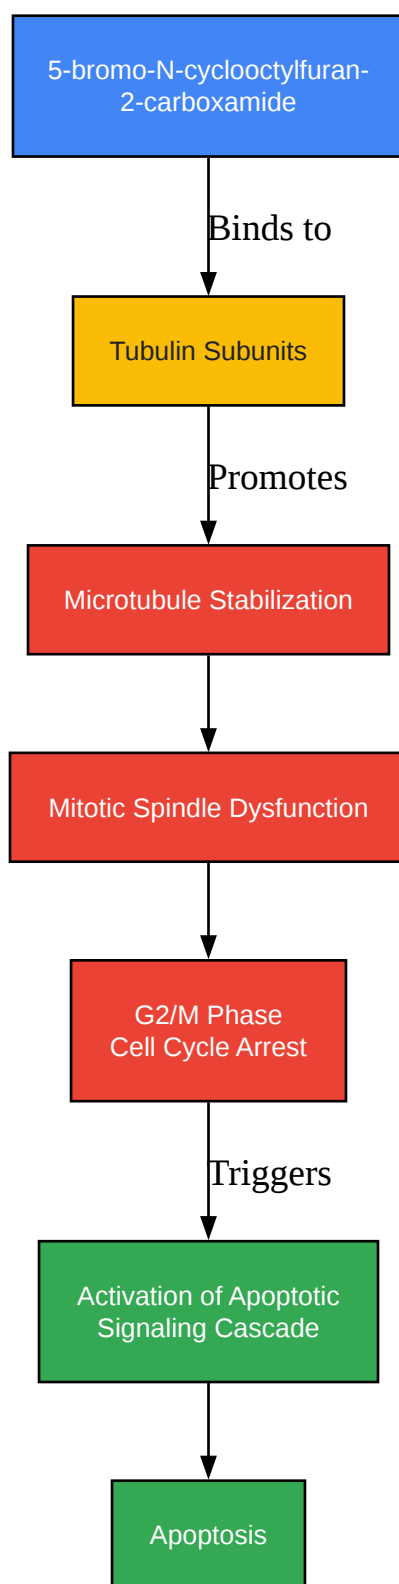 5-bromo-N-cyclooctylfuran-
2-carboxamide
Binds to
Tubulin Subunits
Promotes
Microtubule Stabilization
Mitotic Spindle Dysfunction
G2/M Phase
Cell Cycle Arrest
Triggers
Activation of Apoptotic
Signaling Cascade
Apoptosis